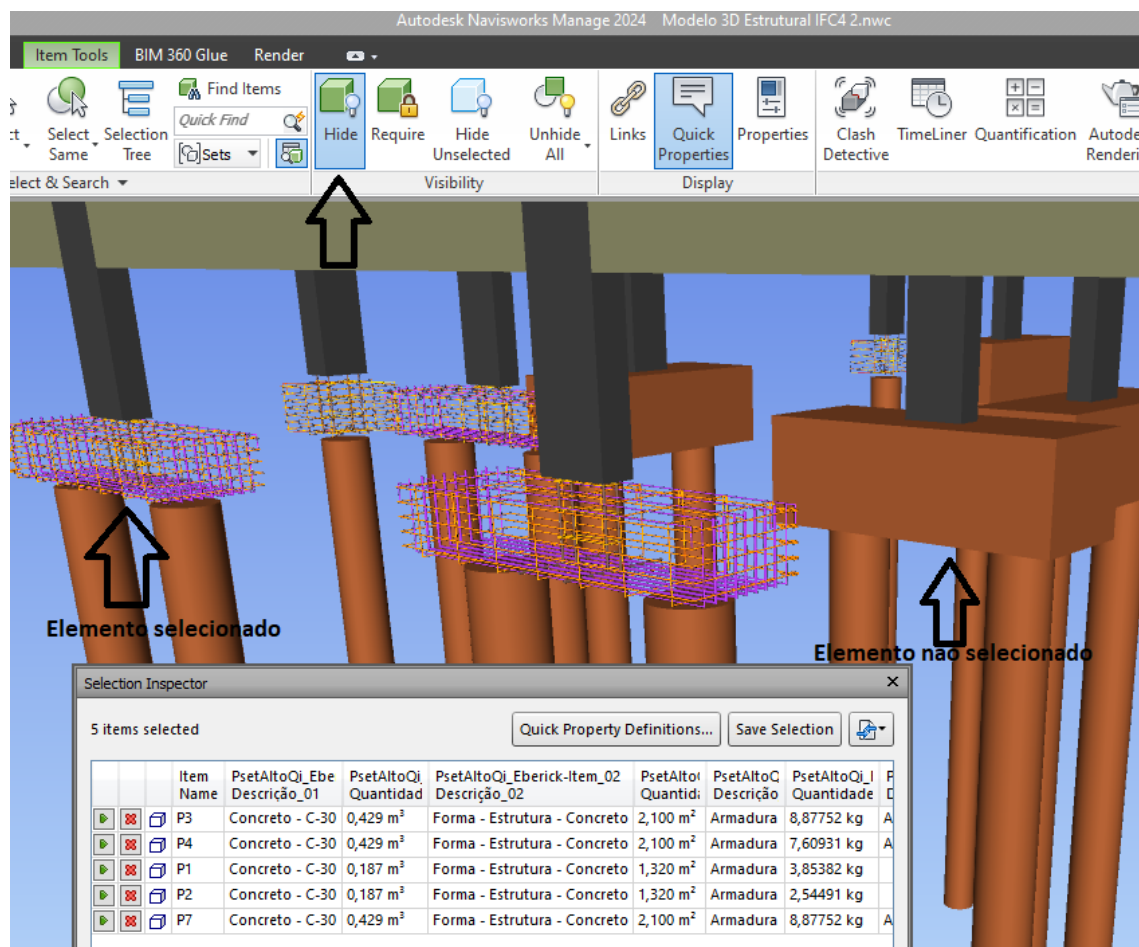 Autodesk Navisworks Manage 2024 Modelo 3D Estrutural IFC4 2.nwc
Item Tools BIM 360 Glue Render
Find Items
Quick Find
Sets
Select Same
Selection Tree
Hide
Require
Hide Unselected
Unhide All
Links
Quick Properties
Properties
Clash Detective
TimeLiner
Quantification
Visibility
Display
Elemento selecionado
Elemento não selecionado
Selection Inspector
5 items selected
Quick Property Definitions...
Save Selection
Item Name PsetAltoQi_Ebe Descrição_01 PsetAltoQi_ Quantidad PsetAltoQi_Eberick-Item_02 Descrição_02 PsetAlto Quantida PsetAltoQ Descrição PsetAltoQi_I Quantidade
P3 Concreto - C-30 0,429 m³ Forma - Estrutura - Concreto 2,100 m² Armadura 8,87752 kg A
P4 Concreto - C-30 0,429 m³ Forma - Estrutura - Concreto 2,100 m² Armadura 7,60931 kg A
P1 Concreto - C-30 0,187 m³ Forma - Estrutura - Concreto 1,320 m² Armadura 3,85382 kg
P2 Concreto - C-30 0,187 m³ Forma - Estrutura - Concreto 1,320 m² Armadura 2,54491 kg
P7 Concreto - C-30 0,429 m³ Forma - Estrutura - Concreto 2,100 m² Armadura 8,87752 kg A